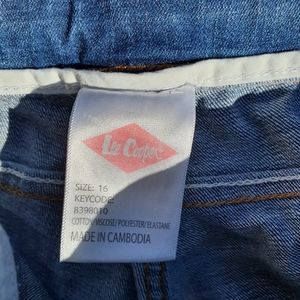 Lee Cooper
SIZE: 16
KEYCODE:
8398010
COTTON/VISCOSE/POLYESTER/ELASTANE
MADE IN CAMBODIA